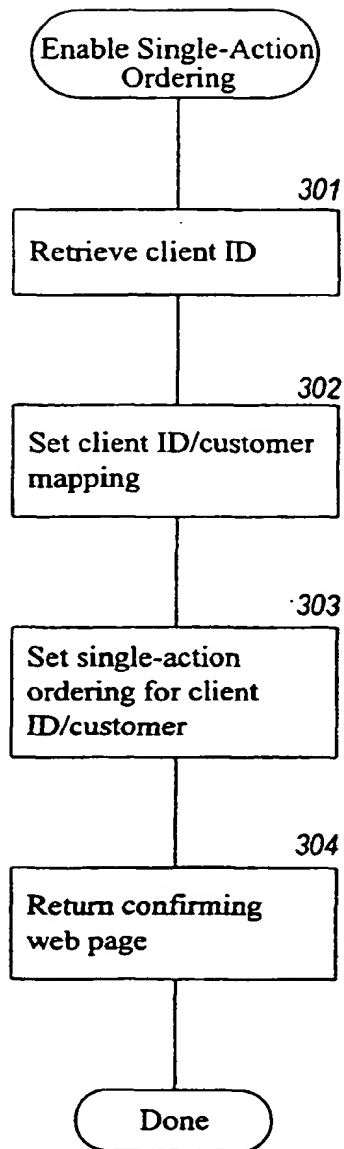 Enable Single-Action
Ordering
301
Retrieve client ID
302
Set client ID/customer
mapping
303
Set single-action
ordering for client
ID/customer
304
Return confirming
web page
Done